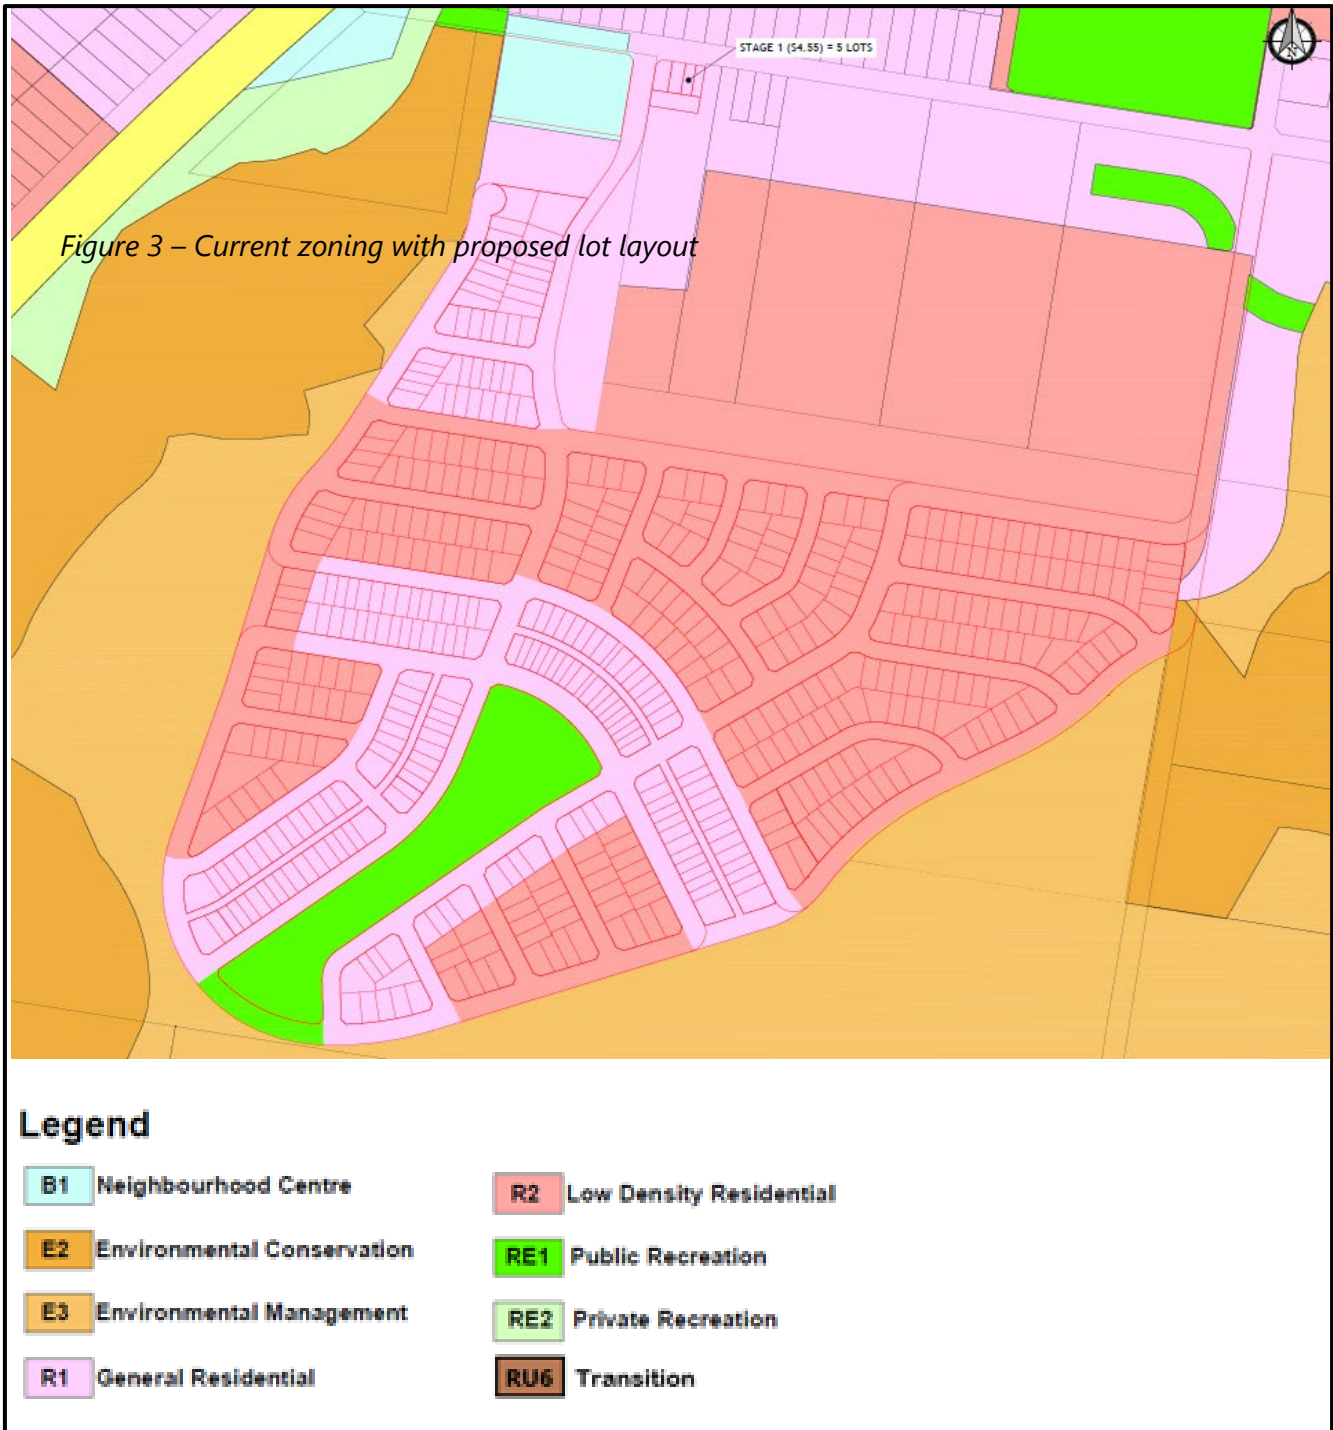 STAGE 1 (S4.55) = 5 LOTS
N
Figure 3 – Current zoning with proposed lot layout
Legend
B1 Neighbourhood Centre
E2 Environmental Conservation
E3 Environmental Management
R1 General Residential
R2 Low Density Residential
RE1 Public Recreation
RE2 Private Recreation
RU6 Transition